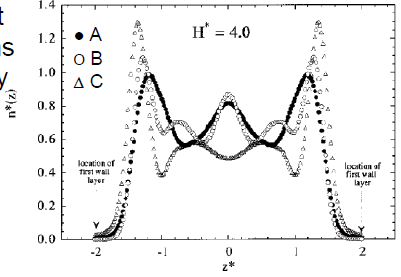 t
ns
y
n*(z)
1.4
1.2
1.0
0.8
0.6
0.4
0.2
0.0
H* = 4.0
● A
○ B
△ C
location of
first wall
layer
location of
first wall
layer
-2
-1
0
1
2
z*